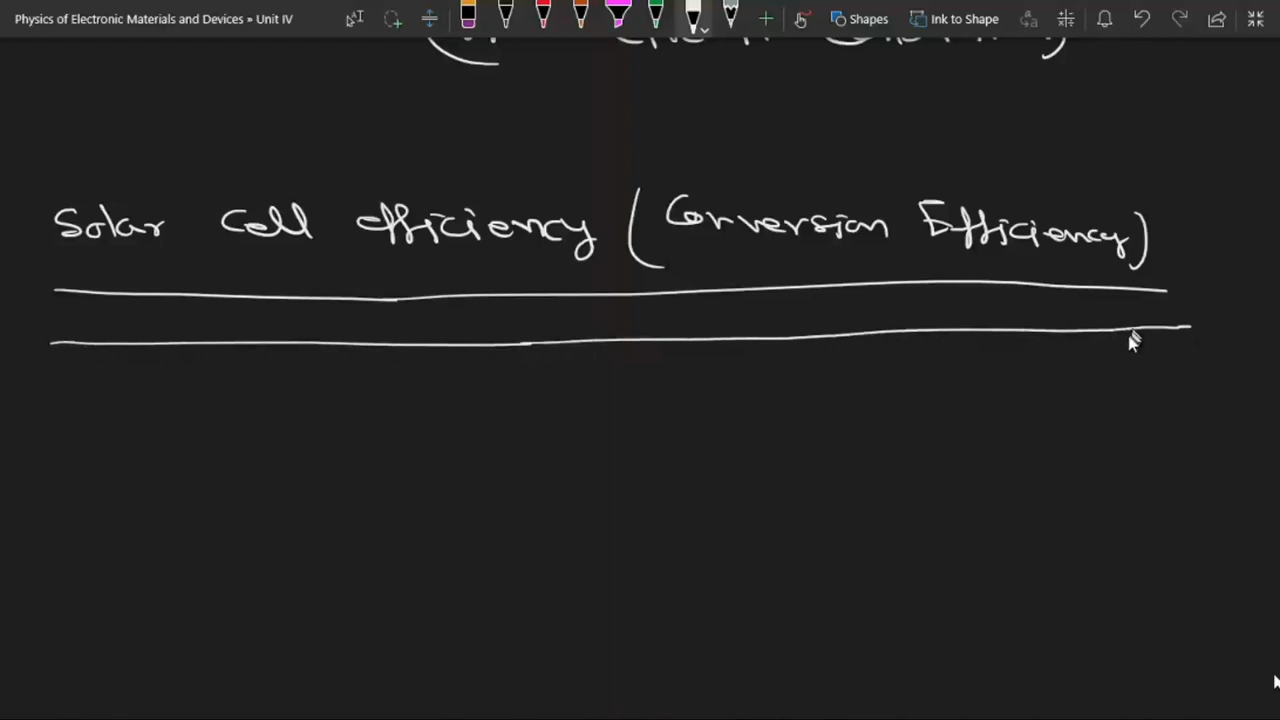 Physics of Electronic Materials and Devices » Unit IV
Shapes
Ink to Shape
Solar Cell efficiency (Conversion Efficiency)